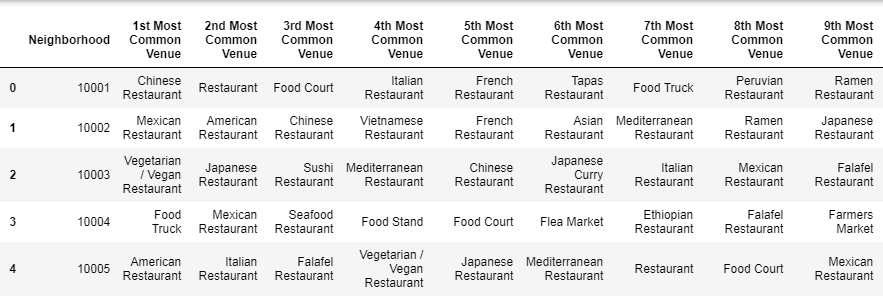 Neighborhood 1st Most Common Venue 2nd Most Common Venue 3rd Most Common Venue 4th Most Common Venue 5th Most Common Venue 6th Most Common Venue 7th Most Common Venue 8th Most Common Venue 9th Most Common Venue
0 10001 Chinese Restaurant Restaurant Food Court Italian Restaurant French Restaurant Tapas Restaurant Food Truck Peruvian Restaurant Ramen Restaurant
1 10002 Mexican Restaurant American Restaurant Chinese Restaurant Vietnamese Restaurant French Restaurant Asian Restaurant Mediterranean Restaurant Ramen Restaurant Japanese Restaurant
2 10003 Vegetarian / Vegan Restaurant Japanese Restaurant Sushi Restaurant Mediterranean Restaurant Chinese Restaurant Japanese Curry Restaurant Italian Restaurant Mexican Restaurant Falafel Restaurant
3 10004 Food Truck Mexican Restaurant Seafood Restaurant Food Stand Food Court Flea Market Ethiopian Restaurant Falafel Restaurant Farmers Market
4 10005 American Restaurant Italian Restaurant Falafel Restaurant Vegetarian / Vegan Restaurant Japanese Restaurant Mediterranean Restaurant Restaurant Food Court Mexican Restaurant